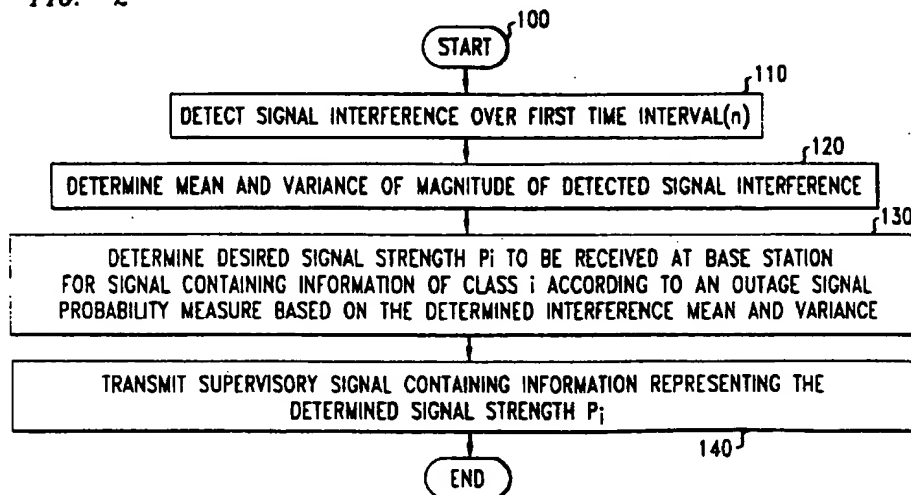 FIG. 2
100
START
110
DETECT SIGNAL INTERFERENCE OVER FIRST TIME INTERVAL(n)
120
DETERMINE MEAN AND VARIANCE OF MAGNITUDE OF DETECTED SIGNAL INTERFERENCE
130
DETERMINE DESIRED SIGNAL STRENGTH Pi TO BE RECEIVED AT BASE STATION
FOR SIGNAL CONTAINING INFORMATION OF CLASS i ACCORDING TO AN OUTAGE SIGNAL
PROBABILITY MEASURE BASED ON THE DETERMINED INTERFERENCE MEAN AND VARIANCE
TRANSMIT SUPERVISORY SIGNAL CONTAINING INFORMATION REPRESENTING THE
DETERMINED SIGNAL STRENGTH Pi
140
END